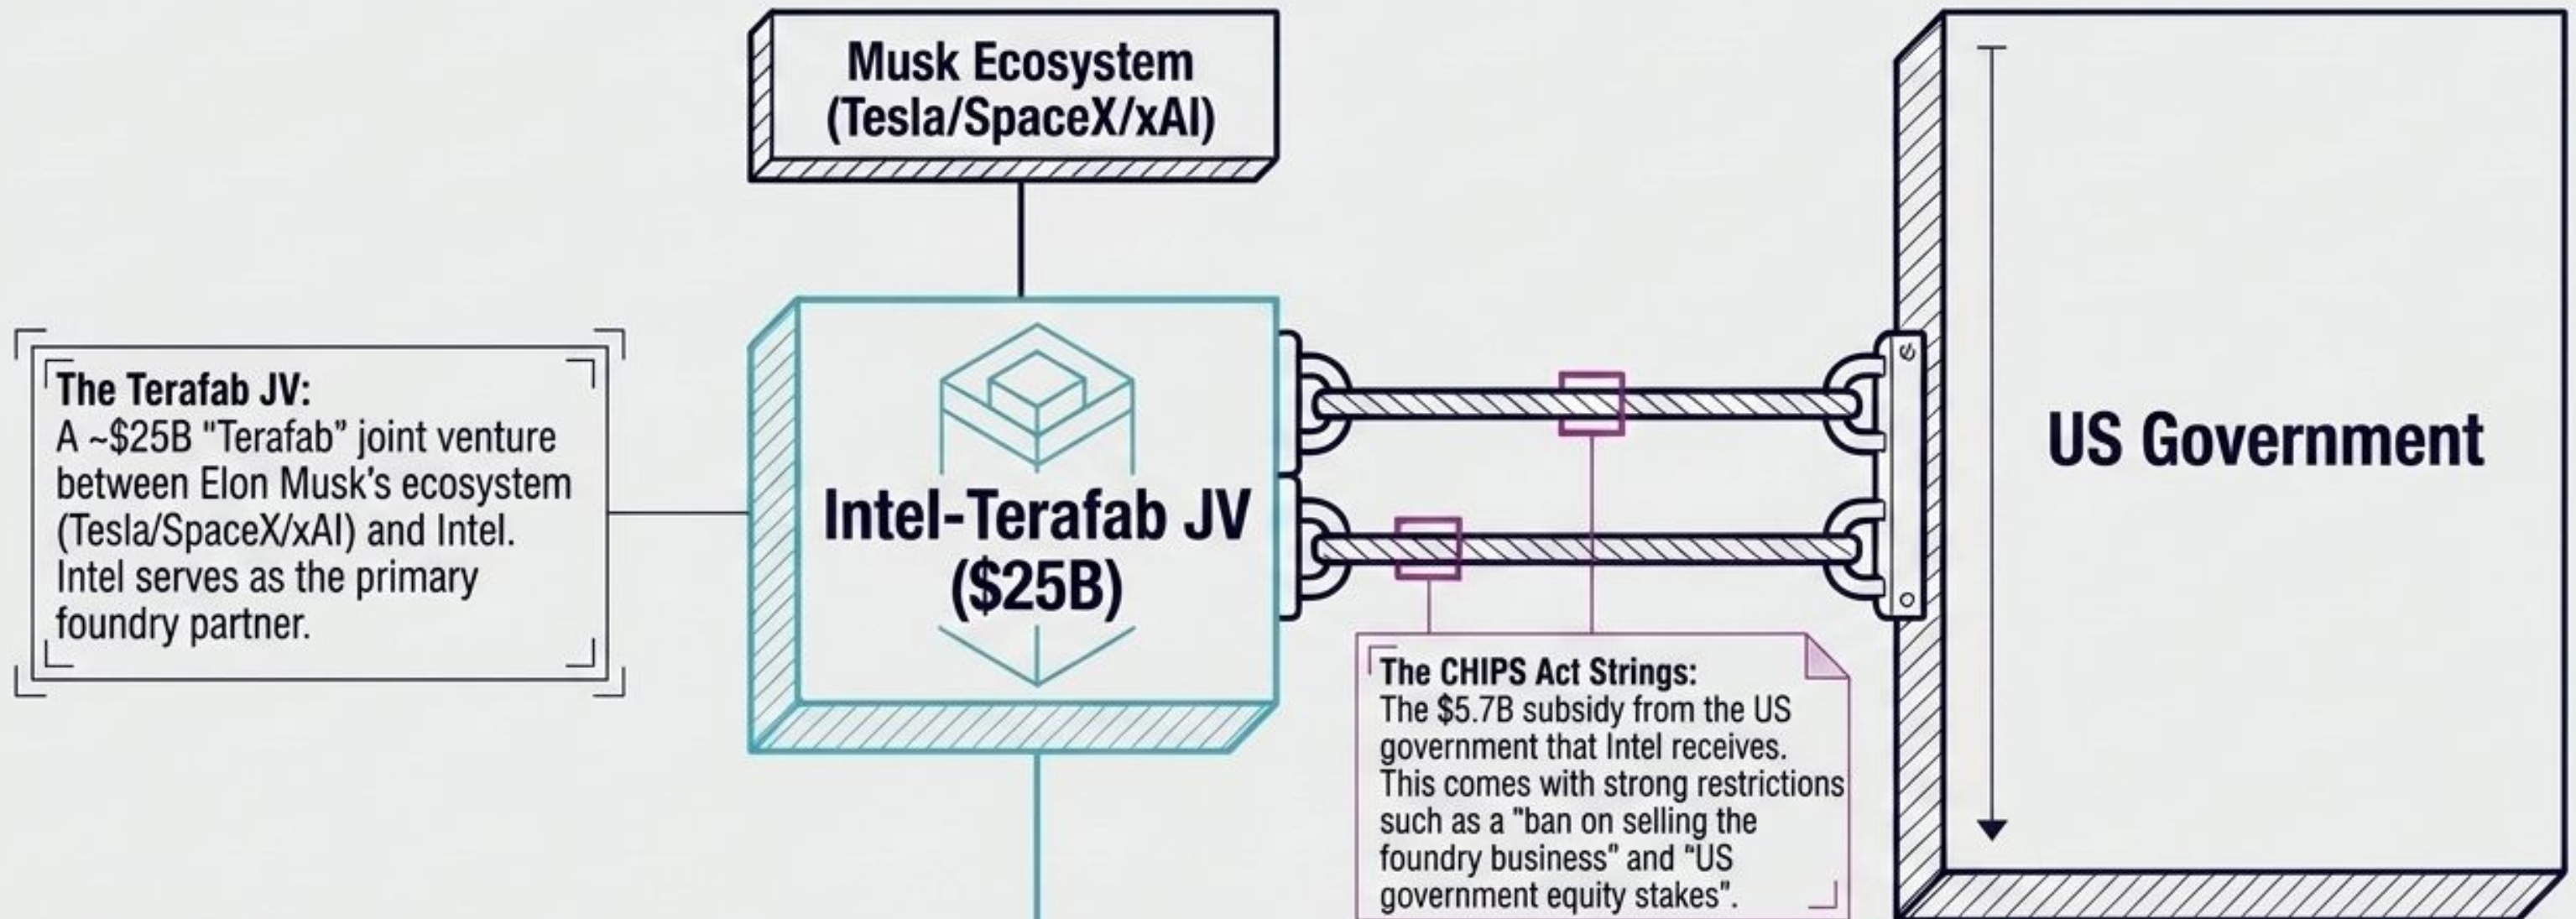 Musk Ecosystem
(Tesla/SpaceX/xAI)
The Terafab JV:
A ~$25B "Terafab" joint venture
between Elon Musk's ecosystem
(Tesla/SpaceX/xAI) and Intel.
Intel serves as the primary
foundry partner.
Intel-Terafab JV
($25B)
US Government
The CHIPS Act Strings:
The $5.7B subsidy from the US
government that Intel receives.
This comes with strong restrictions
such as a "ban on selling the
foundry business" and "US
government equity stakes".